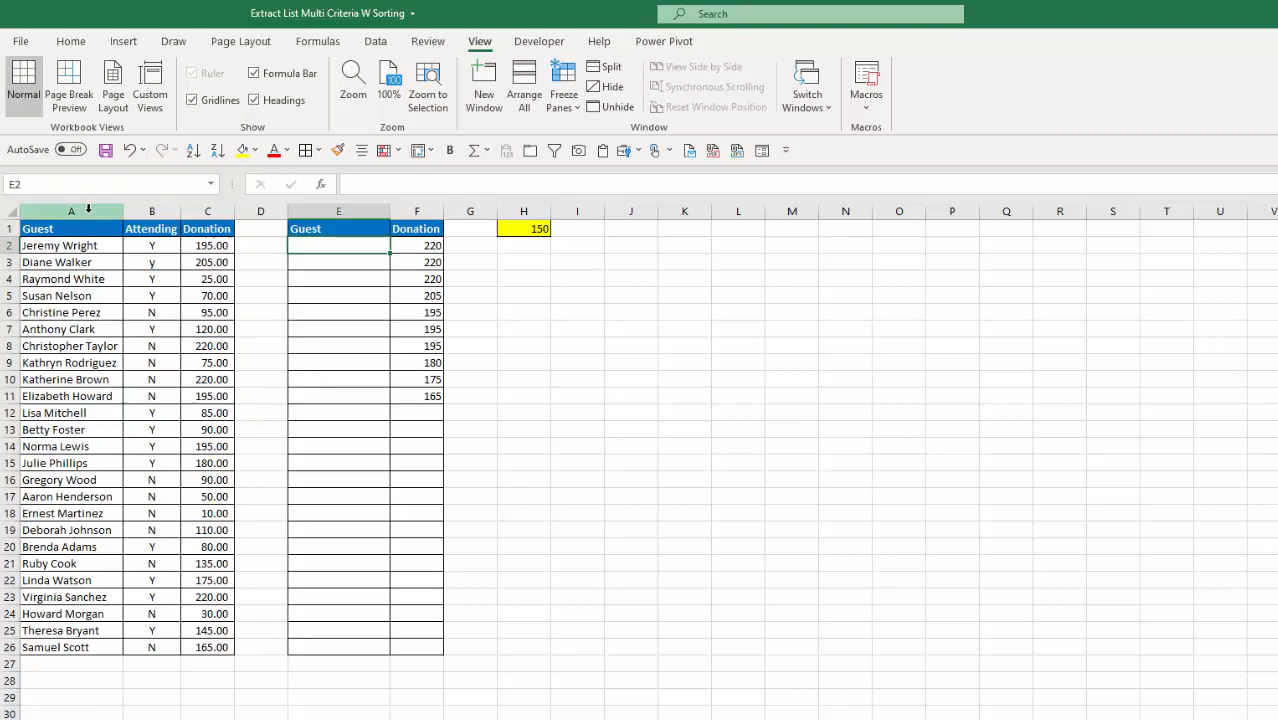 Extract List Multi Criteria W Sorting
Search
File Home Insert Draw Page Layout Formulas Data Review View Developer Help Power Pivot
Normal Page Break Preview Page Layout Custom Views
Workbook Views
Ruler Formula Bar
Gridlines Headings
Show
Zoom 100% Zoom to Selection
Zoom
New Window Arrange All Freeze Panes
Split
Hide
Unhide
View Side by Side
Synchronous Scrolling
Reset Window Position
Switch Windows
Window
Macros
Macros
AutoSave Off
E2 fx
A B C D E F G H I J K L M N O P Q R S T U V
1 Guest Attending Donation Guest Donation 150
2 Jeremy Wright Y 195.00 220
3 Diane Walker y 205.00 220
4 Raymond White Y 25.00 220
5 Susan Nelson Y 70.00 205
6 Christine Perez N 95.00 195
7 Anthony Clark Y 120.00 195
8 Christopher Taylor N 220.00 195
9 Kathryn Rodriguez N 75.00 180
10 Katherine Brown N 220.00 175
11 Elizabeth Howard N 195.00 165
12 Lisa Mitchell Y 85.00
13 Betty Foster Y 90.00
14 Norma Lewis Y 195.00
15 Julie Phillips Y 180.00
16 Gregory Wood N 90.00
17 Aaron Henderson N 50.00
18 Ernest Martinez N 10.00
19 Deborah Johnson N 110.00
20 Brenda Adams Y 80.00
21 Ruby Cook N 135.00
22 Linda Watson Y 175.00
23 Virginia Sanchez Y 220.00
24 Howard Morgan N 30.00
25 Theresa Bryant Y 145.00
26 Samuel Scott N 165.00
27
28
29
30